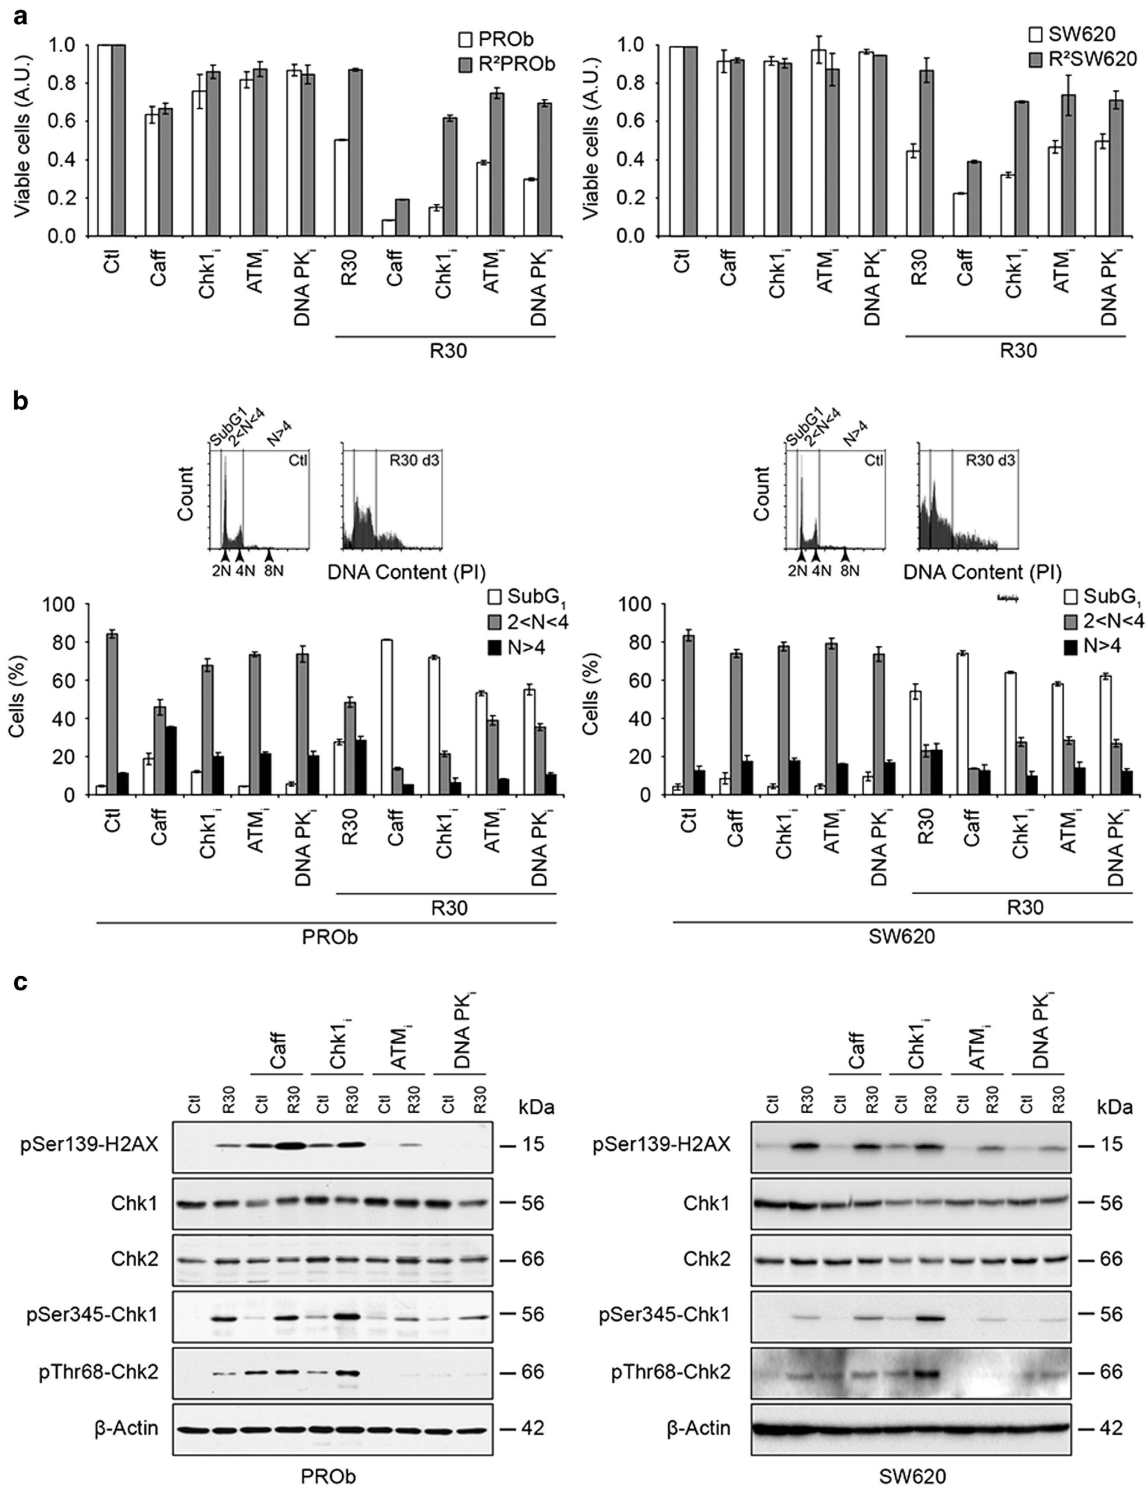 a
1.0
0.8
0.6
0.4
0.2
0.0
Viable cells (A.U.)
PROb
R²PROb
Ctl
Caff
Chk1i
ATMi
DNA PKi
R30
Caff
Chk1i
ATMi
DNA PKi
R30
1.0
0.8
0.6
0.4
0.2
0.0
Viable cells (A.U.)
SW620
R²SW620
Ctl
Caff
Chk1i
ATMi
DNA PKi
R30
Caff
Chk1i
ATMi
DNA PKi
R30
b
SubG1
2<N<4
N>4
Ctl
R30 d3
Count
2N 4N 8N
DNA Content (PI)
SubG1
2<N<4
N>4
Ctl
R30 d3
Count
2N 4N 8N
DNA Content (PI)
100
80
60
40
20
0
Cells (%)
SubG1
2<N<4
N>4
Ctl
Caff
Chk1i
ATMi
DNA PKi
R30
Caff
Chk1i
ATMi
DNA PKi
R30
PROb
100
80
60
40
20
0
Cells (%)
SubG1
2<N<4
N>4
Ctl
Caff
Chk1i
ATMi
DNA PKi
R30
Caff
Chk1i
ATMi
DNA PKi
R30
SW620
c
Caff
Chk1i
ATMi
DNA PKi
Ctl R30 Ctl R30 Ctl R30 Ctl R30 Ctl R30 kDa
pSer139-H2AX 15
Chk1 56
Chk2 66
pSer345-Chk1 56
pThr68-Chk2 66
β-Actin 42
PROb
Caff
Chk1i
ATMi
DNA PKi
Ctl R30 Ctl R30 Ctl R30 Ctl R30 Ctl R30 kDa
pSer139-H2AX 15
Chk1 56
Chk2 66
pSer345-Chk1 56
pThr68-Chk2 66
β-Actin 42
SW620